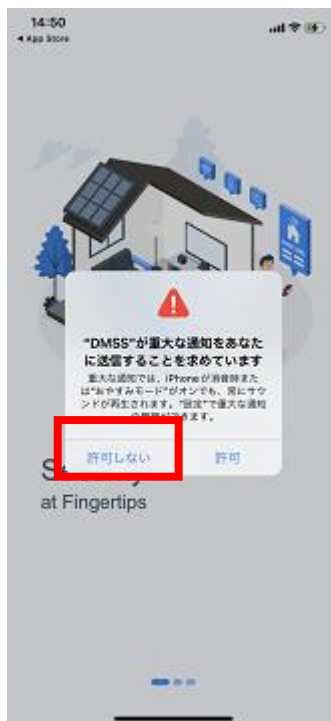 14:50
◀ App Store
"DMSS"が重大な通知をあなた
に送信することを求めています
重大な通知では、iPhoneが消音時また
は"おやすみモード"がオンでも、常にサウ
ンドが再生されます。"設定"で重大な通知
できます。
許可しない
許可
at Fingertips